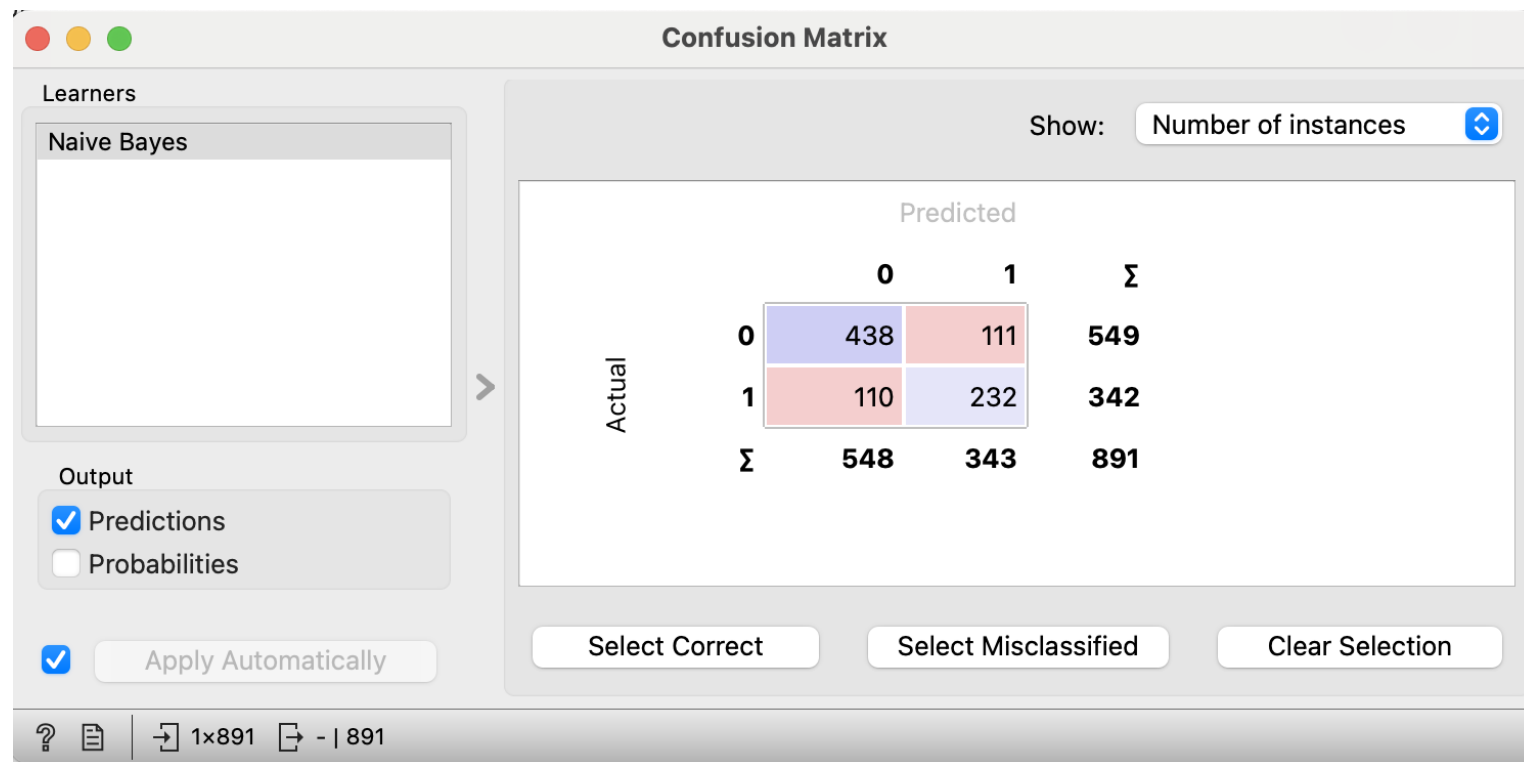 Confusion Matrix
Learners
Naive Bayes
Show: Number of instances
Predicted
0 1 Σ
0 438 111 549
Actual
1 110 232 342
Σ 548 343 891
Output
Predictions
Probabilities
Apply Automatically
Select Correct Select Misclassified Clear Selection
? 1×891 - | 891